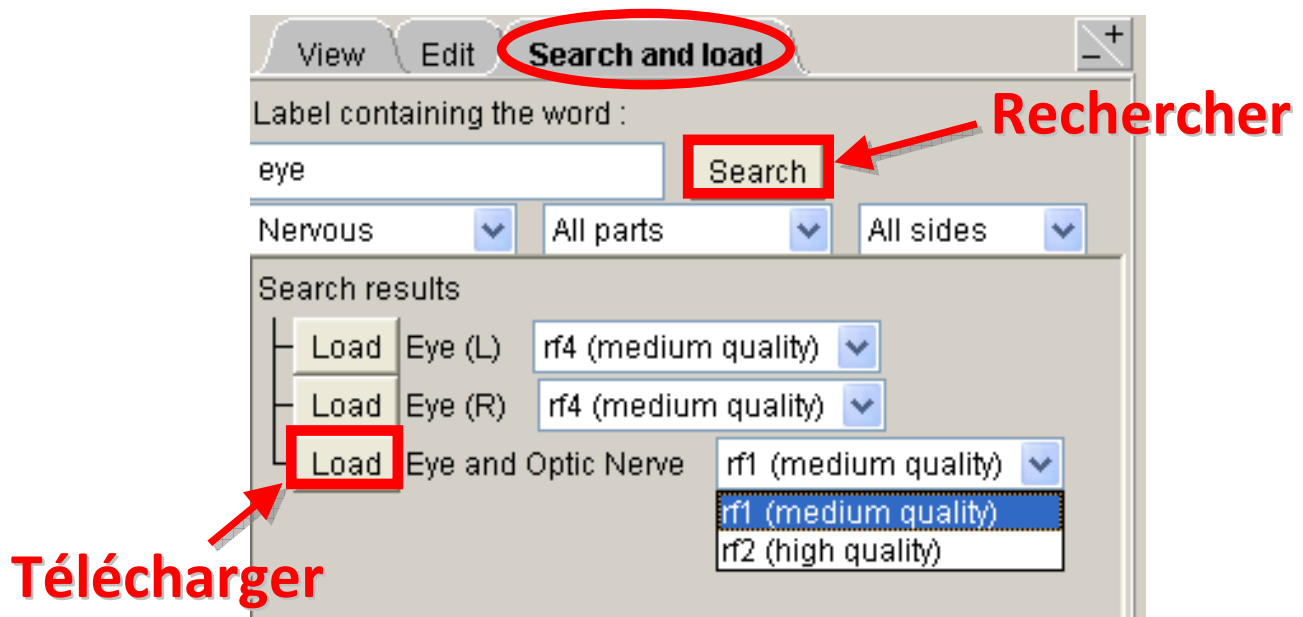 View Edit Search and load
Label containing the word :
Rechercher
eye Search
Nervous All parts All sides
Search results
Load Eye (L) rf4 (medium quality)
Load Eye (R) rf4 (medium quality)
Load Eye and Optic Nerve rf1 (medium quality)
rf1 (medium quality)
rf2 (high quality)
Télécharger